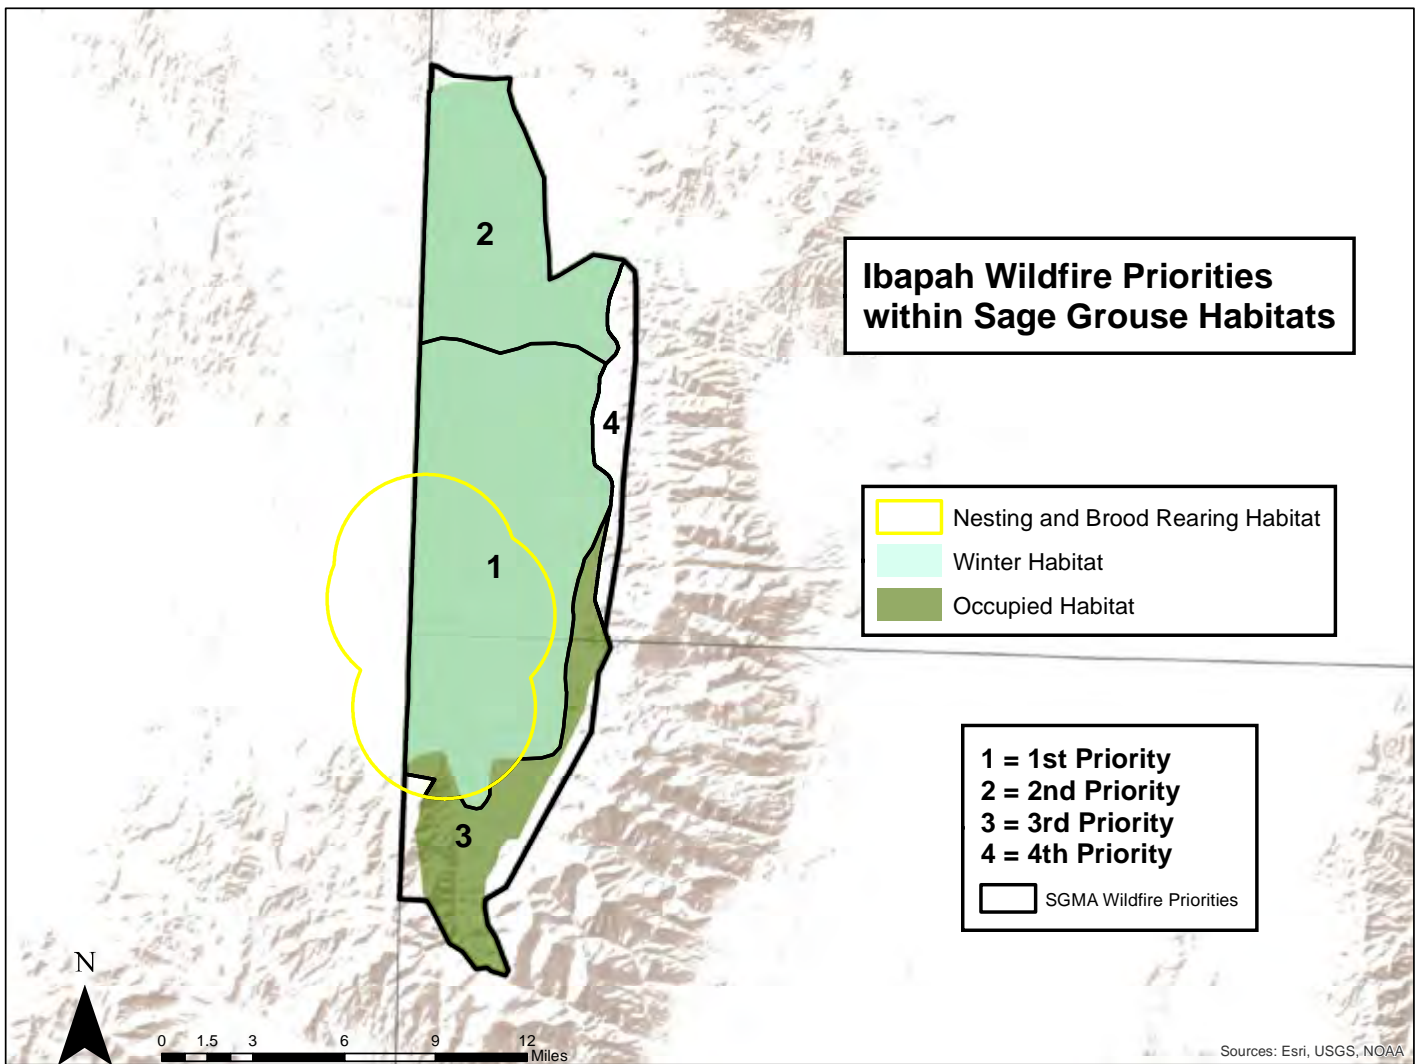 2
Ibapah Wildfire Priorities
within Sage Grouse Habitats
4
Nesting and Brood Rearing Habitat
1
Winter Habitat
Occupied Habitat
1 = 1st Priority
2 = 2nd Priority
3 = 3rd Priority
4 = 4th Priority
SGMA Wildfire Priorities
3
N
0 1.5 3 6 9 12
Miles
Sources: Esri, USGS, NOAA